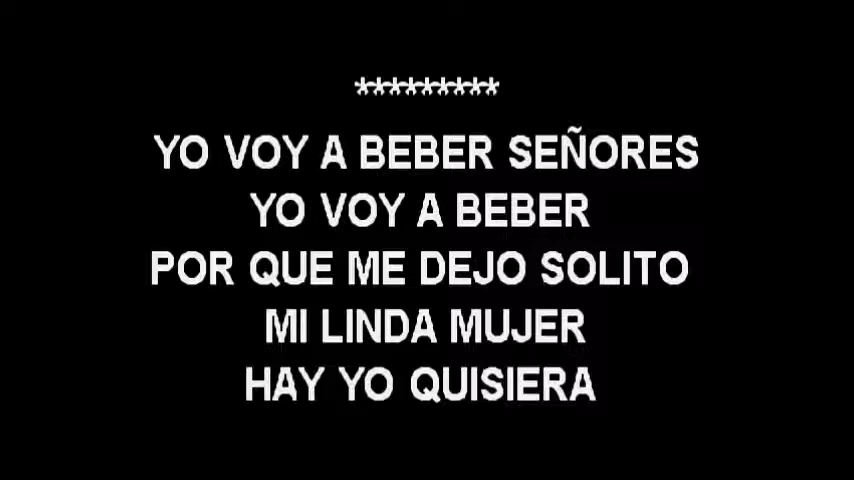 *********
YO VOY A BEBER SEÑORES
YO VOY A BEBER
POR QUE ME DEJO SOLITO
MI LINDA MUJER
HAY YO QUISIERA